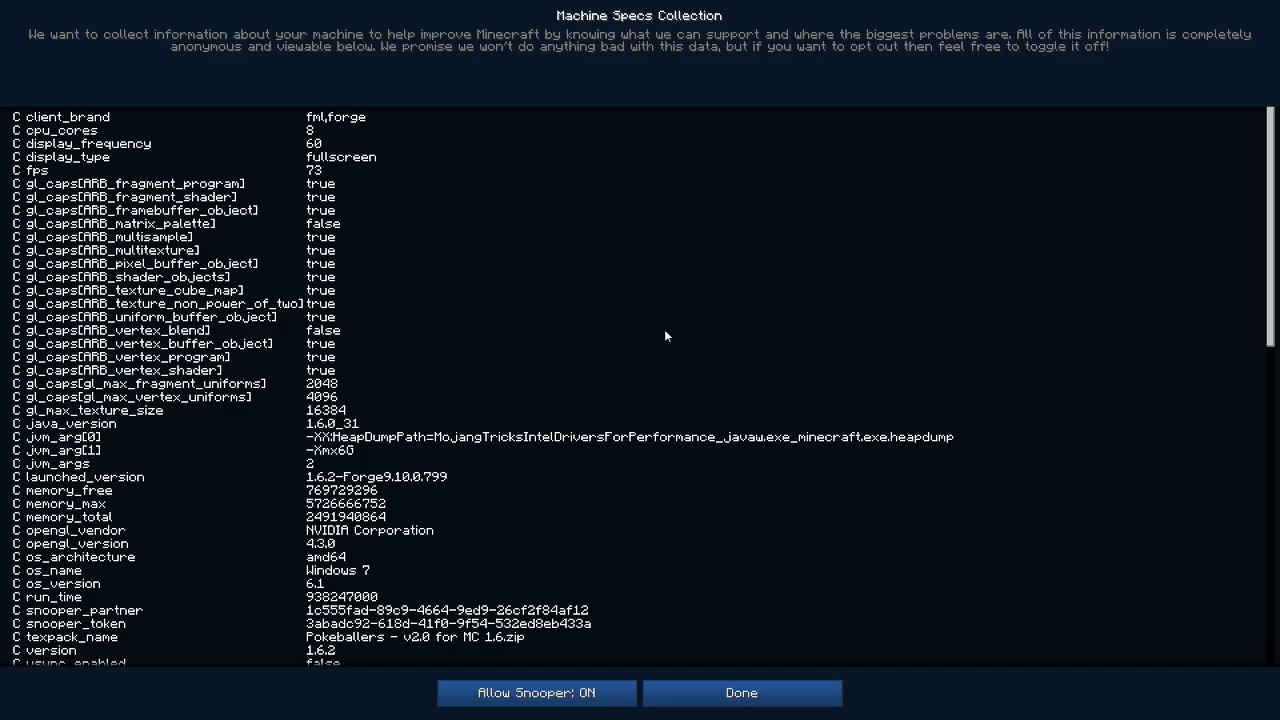 Machine Specs Collection
We want to collect information about your machine to help improve Minecraft by knowing what we can support and where the biggest problems are. All of this information is completely
anonymous and viewable below. We promise we won't do anything bad with this data, but if you want to opt out then feel free to toggle it off!
C client_brand fml,forge
C cpu_cores 8
C display_frequency 60
C display_type fullscreen
C fps 73
C gl_caps[ARB_fragment_program] true
C gl_caps[ARB_fragment_shader] true
C gl_caps[ARB_framebuffer_object] true
C gl_caps[ARB_matrix_palette] false
C gl_caps[ARB_multisample] true
C gl_caps[ARB_multitexture] true
C gl_caps[ARB_pixel_buffer_object] true
C gl_caps[ARB_shader_objects] true
C gl_caps[ARB_texture_cube_map] true
C gl_caps[ARB_texture_non_power_of_two] true
C gl_caps[ARB_uniform_buffer_object] true
C gl_caps[ARB_vertex_blend] false
C gl_caps[ARB_vertex_buffer_object] true
C gl_caps[ARB_vertex_program] true
C gl_caps[ARB_vertex_shader] true
C gl_caps[gl_max_fragment_uniforms] 2048
C gl_caps[gl_max_vertex_uniforms] 4096
C gl_max_texture_size 16384
C java_version 1.6.0_31
C jvm_arg[0] -XX:HeapDumpPath=MojangTricksIntelDriversForPerformance_javaw.exe_minecraft.exe.heapdump
C jvm_arg[1] -Xmx6G
C jvm_args 2
C launched_version 1.6.2-Forge9.10.0.799
C memory_free 769729296
C memory_max 5726666752
C memory_total 2491940864
C opengl_vendor NVIDIA Corporation
C opengl_version 4.3.0
C os_architecture amd64
C os_name Windows 7
C os_version 6.1
C run_time 938247000
C snooper_partner 1c555fad-89c9-4664-9ed9-26cf2f84af12
C snooper_token 3abadc92-618d-41f0-9f54-532ed8eb433a
C texpack_name Pokeballers - v2.0 for MC 1.6.zip
C version 1.6.2
C vsync_enabled false
Allow Snooper: ON
Done